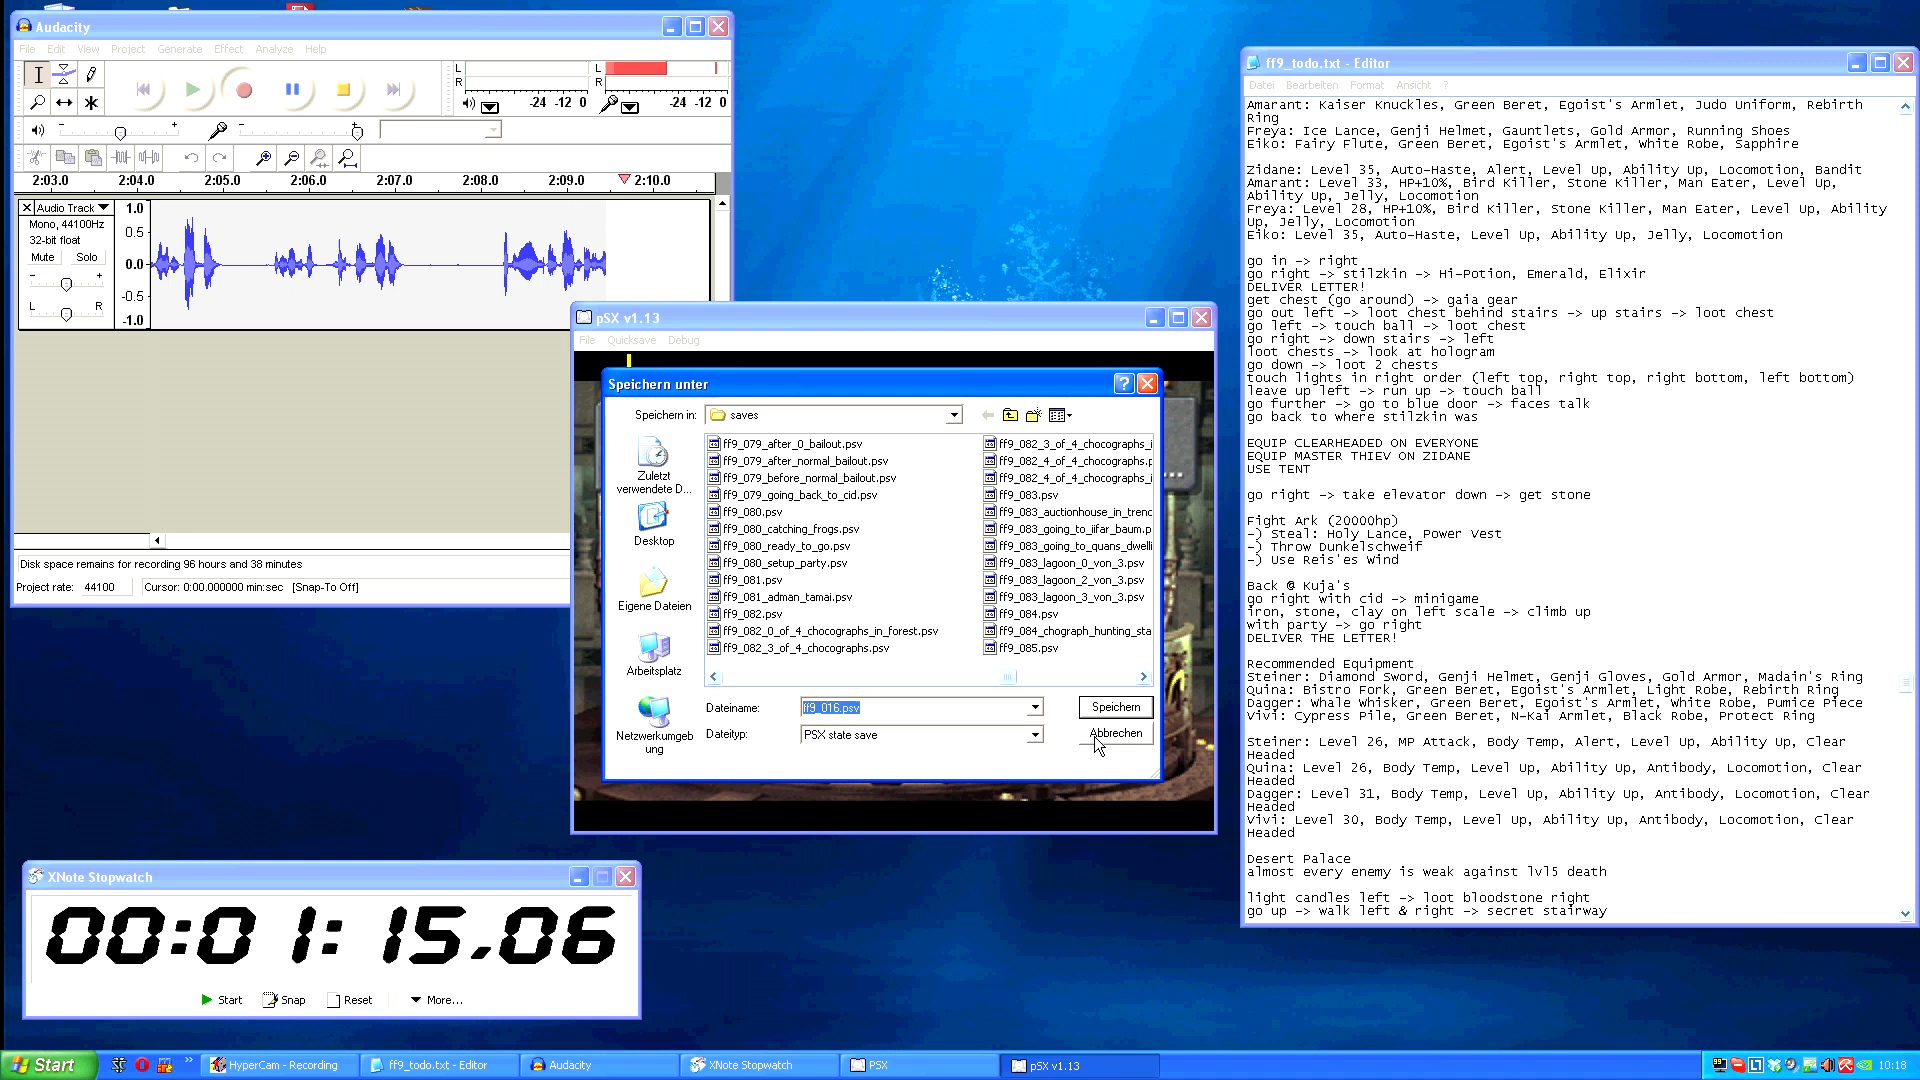 Audacity
File Edit View Project Generate Effect Analyze Help
L
R
-24 -12 0
L
R
-24 -12 0
2:03.0 2:04.0 2:05.0 2:06.0 2:07.0 2:08.0 2:09.0 2:10.0
Audio Track
Mono, 44100Hz
32-bit float
Mute Solo
- +
L R
1.0
0.5
0.0
-0.5
-1.0
Disk space remains for recording 96 hours and 38 minutes
Project rate: 44100 Cursor: 0:00.000000 min:sec [Snap-To Off]
pSX v1.13
File Quicksave Debug
Speichern unter
Speichern in: saves
Zuletzt
verwendete D...
Desktop
Eigene Dateien
Arbeitsplatz
Netzwerkumgeb
ung
ff9_079_after_0_bailout.psv
ff9_079_after_normal_bailout.psv
ff9_079_before_normal_bailout.psv
ff9_079_going_back_to_cid.psv
ff9_080.psv
ff9_080_catching_frogs.psv
ff9_080_ready_to_go.psv
ff9_080_setup_party.psv
ff9_081.psv
ff9_081_adman_tamai.psv
ff9_082.psv
ff9_082_0_of_4_chocographs_in_forest.psv
ff9_082_3_of_4_chocographs.psv
ff9_082_3_of_4_chocographs_i
ff9_082_4_of_4_chocographs.p
ff9_082_4_of_4_chocographs_i
ff9_083.psv
ff9_083_auctionhouse_in_trenc
ff9_083_going_to_iifar_baum.p
ff9_083_going_to_quans_dwelli
ff9_083_lagoon_0_von_3.psv
ff9_083_lagoon_2_von_3.psv
ff9_083_lagoon_3_von_3.psv
ff9_084.psv
ff9_084_chograph_hunting_sta
ff9_085.psv
Dateiname: ff9_016.psv Speichern
Dateityp: PSX state save Abbrechen
ff9_todo.txt - Editor
Datei Bearbeiten Format Ansicht ?
Amarant: Kaiser Knuckles, Green Beret, Egoist's Armlet, Judo Uniform, Rebirth
Ring
Freya: Ice Lance, Genji Helmet, Gauntlets, Gold Armor, Running Shoes
Eiko: Fairy Flute, Green Beret, Egoist's Armlet, White Robe, Sapphire
Zidane: Level 35, Auto-Haste, Alert, Level Up, Ability Up, Locomotion, Bandit
Amarant: Level 33, HP+10%, Bird Killer, Stone Killer, Man Eater, Level Up,
Ability Up, Jelly, Locomotion
Freya: Level 28, HP+10%, Bird Killer, Stone Killer, Man Eater, Level Up, Ability
Up, Jelly, Locomotion
Eiko: Level 35, Auto-Haste, Level Up, Ability Up, Jelly, Locomotion
go in -> right
go right -> stilzkin -> Hi-Potion, Emerald, Elixir
DELIVER LETTER!
get chest (go around) -> gaia gear
go out left -> loot chest behind stairs -> up stairs -> loot chest
go left -> touch ball -> loot chest
go right -> down stairs -> left
loot chests -> look at hologram
go down -> loot 2 chests
touch lights in right order (left top, right top, right bottom, left bottom)
leave up left -> run up -> touch ball
go further -> go to blue door -> faces talk
go back to where stilzkin was
EQUIP CLEARHEADED ON EVERYONE
EQUIP MASTER THIEV ON ZIDANE
USE TENT
go right -> take elevator down -> get stone
Fight Ark (20000hp)
-) Steal: Holy Lance, Power Vest
-) Throw Dunkelschweif
-) Use Reis'es Wind
Back @ Kuja's
go right with cid -> minigame
iron, stone, clay on left scale -> climb up
with party -> go right
DELIVER THE LETTER!
Recommended Equipment
Steiner: Diamond Sword, Genji Helmet, Genji Gloves, Gold Armor, Madain's Ring
Quina: Bistro Fork, Green Beret, Egoist's Armlet, Light Robe, Rebirth Ring
Dagger: Whale Whisker, Green Beret, Egoist's Armlet, White Robe, Pumice Piece
Vivi: Cypress Pile, Green Beret, N-Kai Armlet, Black Robe, Protect Ring
Steiner: Level 26, MP Attack, Body Temp, Alert, Level Up, Ability Up, Clear
Headed
Quina: Level 26, Body Temp, Level Up, Ability Up, Antibody, Locomotion, Clear
Headed
Dagger: Level 31, Body Temp, Level Up, Ability Up, Antibody, Locomotion, Clear
Headed
Vivi: Level 30, Body Temp, Level Up, Ability Up, Antibody, Locomotion, Clear
Headed
Desert Palace
almost every enemy is weak against lvl5 death
light candles left -> loot bloodstone right
go up -> walk left & right -> secret stairway
XNote Stopwatch
00:01:15.06
Start Snap Reset More...
Start HyperCam - Recording ff9_todo.txt - Editor Audacity XNote Stopwatch PSX pSX v1.13 10:18